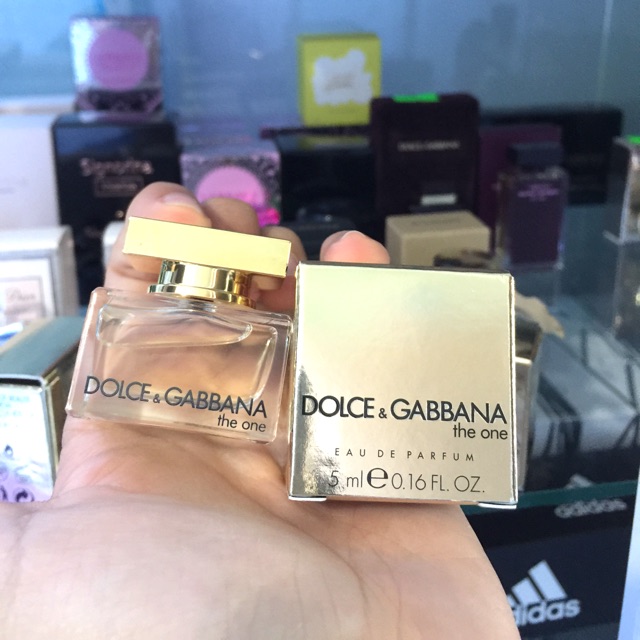 DOLCE & GABBANA
the one
DOLCE & GABBANA
the one
EAU DE PARFUM
5 ml e 0.16 FL. OZ.
DOLCE & GABBANA
adidas
adidas